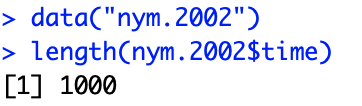 > data("nym.2002")
> length(nym.2002$time)
[1] 1000